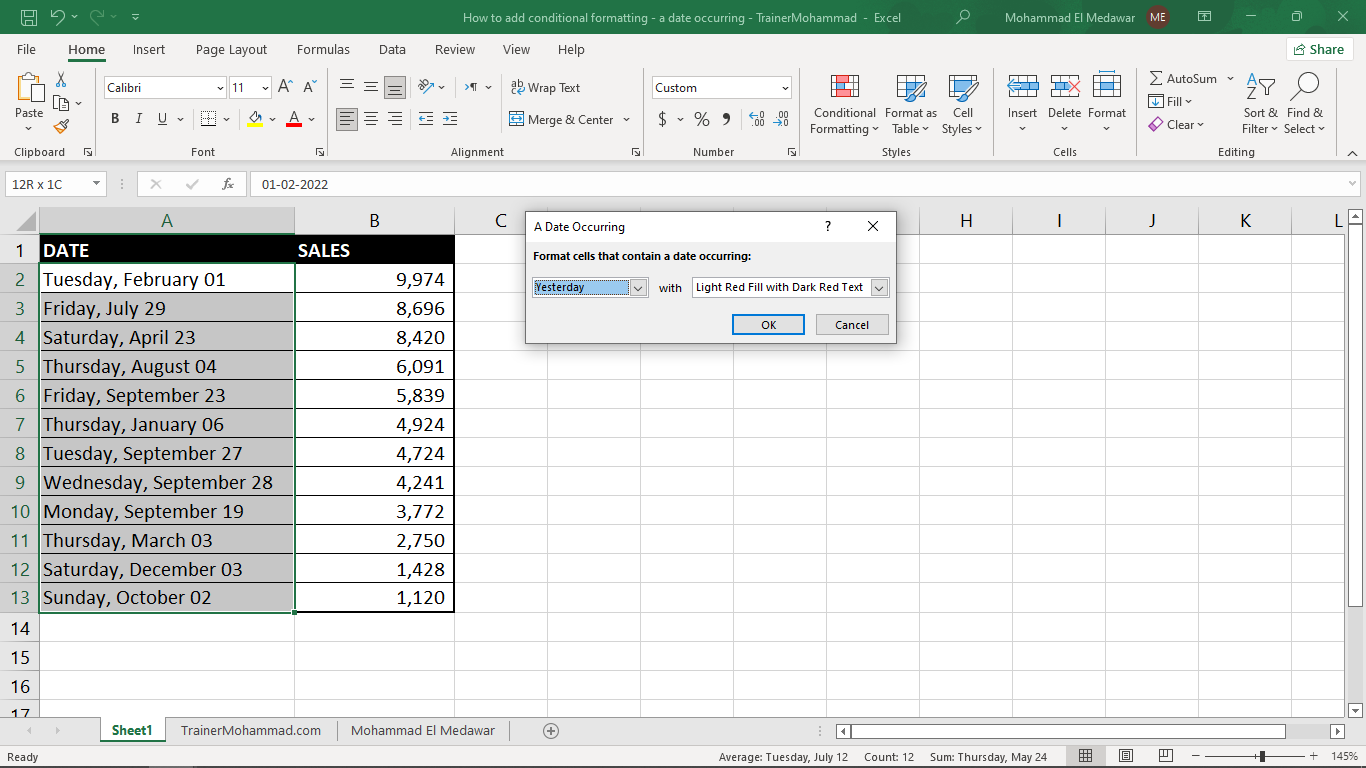 How to add conditional formatting - a date occurring - TrainerMohammad - Excel
Mohammad El Medawar ME
File Home Insert Page Layout Formulas Data Review View Help Share
Paste
Clipboard
Calibri 11
B I U A
Font
Wrap Text
Merge & Center
Alignment
Custom
$ % 9
Number
Conditional Formatting
Format as Table
Cell Styles
Styles
Insert Delete Format
Cells
AutoSum
Fill
Clear
Sort & Filter
Find & Select
Editing
12R x 1C fx 01-02-2022
A B C H I J K L
1 DATE SALES
2 Tuesday, February 01 9,974
3 Friday, July 29 8,696
4 Saturday, April 23 8,420
5 Thursday, August 04 6,091
6 Friday, September 23 5,839
7 Thursday, January 06 4,924
8 Tuesday, September 27 4,724
9 Wednesday, September 28 4,241
10 Monday, September 19 3,772
11 Thursday, March 03 2,750
12 Saturday, December 03 1,428
13 Sunday, October 02 1,120
14
15
16
17
A Date Occurring ?
Format cells that contain a date occurring:
Yesterday with Light Red Fill with Dark Red Text
OK Cancel
Sheet1 TrainerMohammad.com Mohammad El Medawar
Ready Average: Tuesday, July 12 Count: 12 Sum: Thursday, May 24 145%